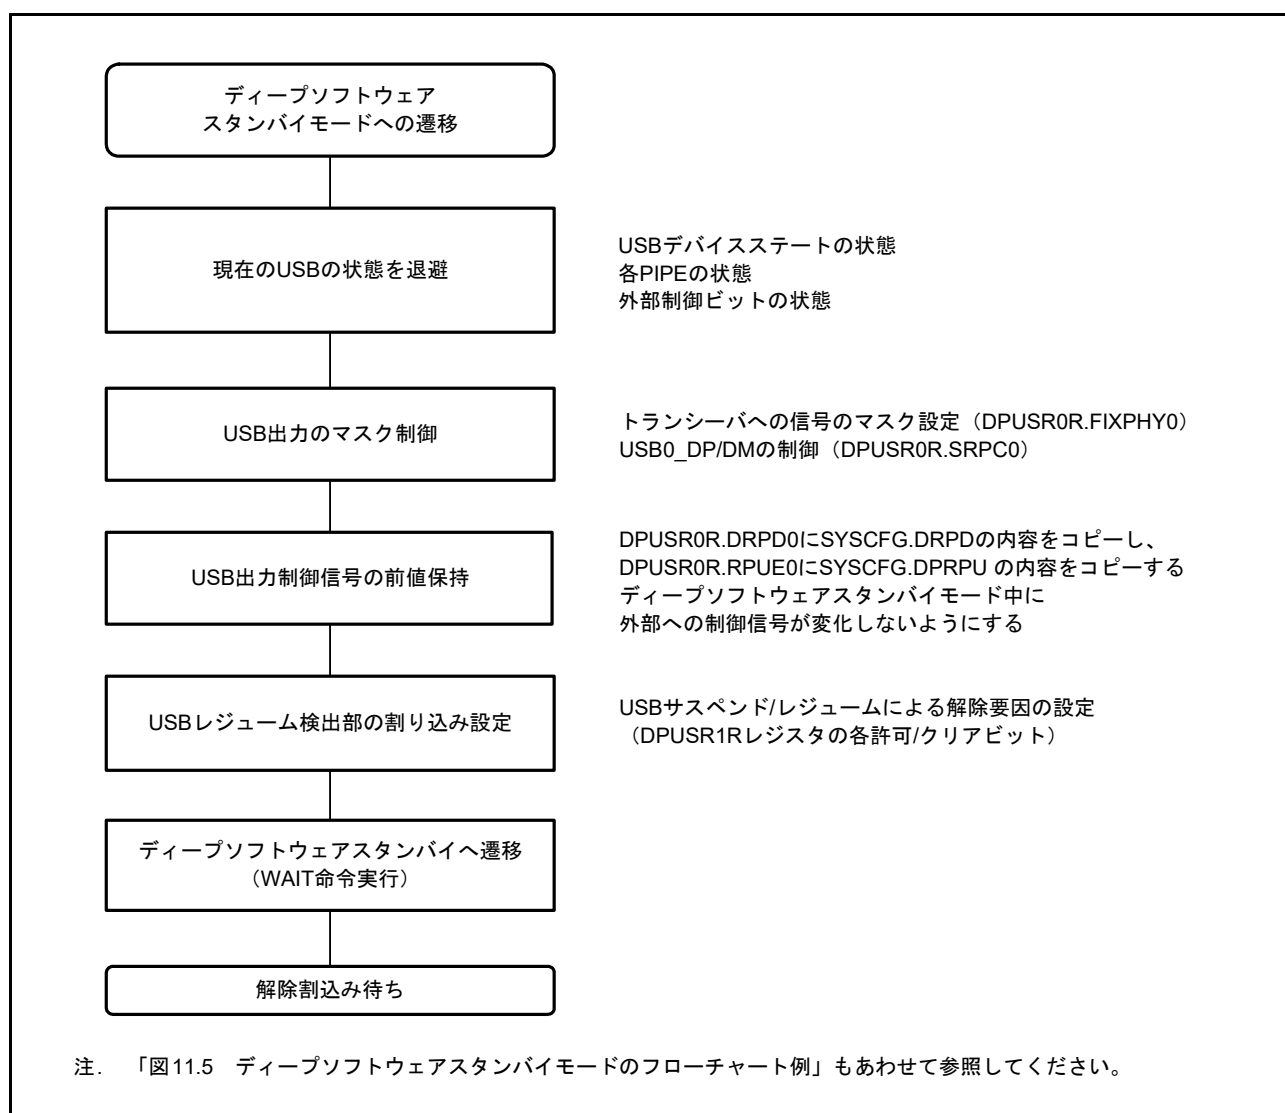 ディープソフトウェア
スタンバイモードへの遷移
現在のUSBの状態を退避
USBデバイスステートの状態
各PIPEの状態
外部制御ビットの状態
USB出力のマスク制御
トランシーバへの信号のマスク設定（DPUSR0R.FIXPHY0）
USB0_DP/DMの制御（DPUSR0R.SRPC0）
USB出力制御信号の前値保持
DPUSR0R.DRPD0にSYSCFG.DRPDの内容をコピーし、
DPUSR0R.RPUE0にSYSCFG.DPRPU の内容をコピーする
ディープソフトウェアスタンバイモード中に
外部への制御信号が変化しないようにする
USBレジューム検出部の割り込み設定
USBサスペンド/レジュームによる解除要因の設定
（DPUSR1Rレジスタの各許可/クリアビット）
ディープソフトウェアスタンバイへ遷移
（WAIT命令実行）
解除割込み待ち
注． 「図11.5　ディープソフトウェアスタンバイモードのフローチャート例」もあわせて参照してください。